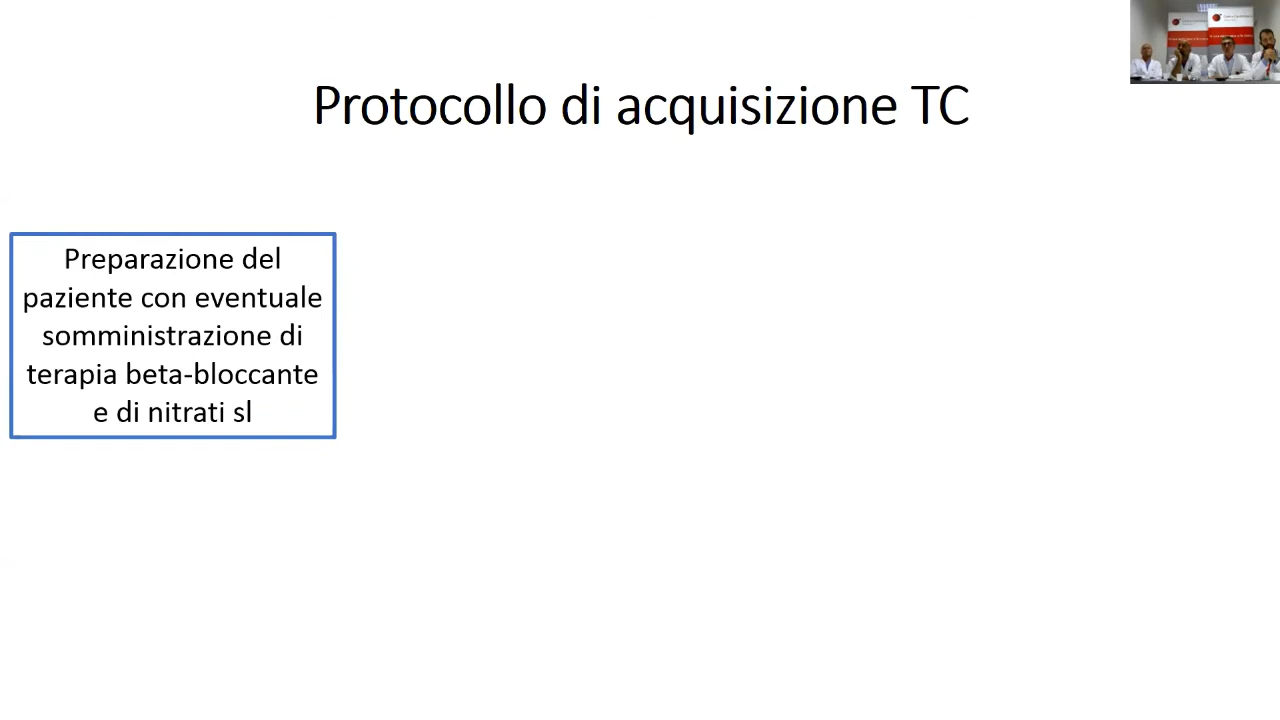 Protocollo di acquisizione TC
Preparazione del
paziente con eventuale
somministrazione di
terapia beta-bloccante
e di nitrati sl